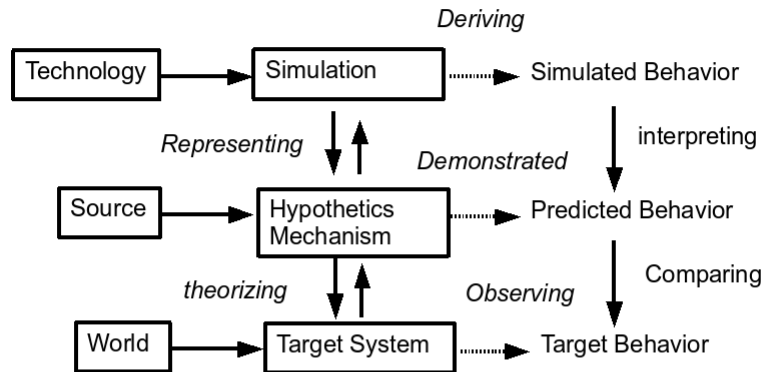 Deriving
Technology
Simulation
Simulated Behavior
Representing
Demonstrated
interpreting
Source
Hypothetics
Mechanism
Predicted Behavior
theorizing
Observing
Comparing
World
Target System
Target Behavior